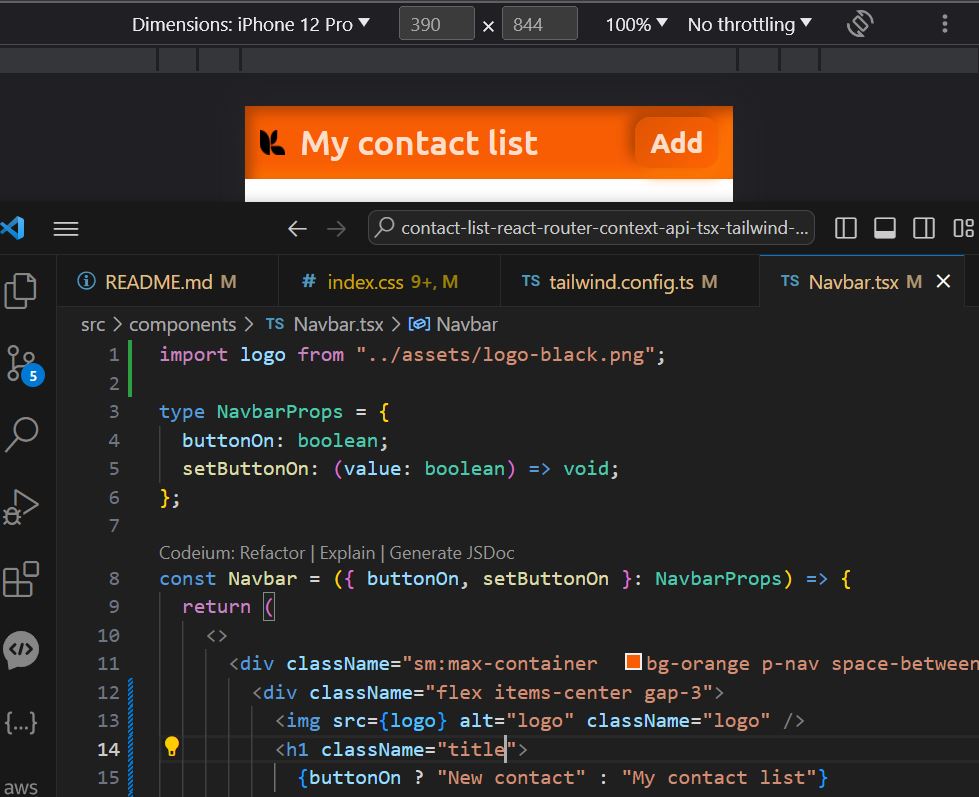 Dimensions: iPhone 12 Pro 390 × 844 100% No throttling
My contact list Add
contact-list-react-router-context-api-tsx-tailwind-...
README.md M # index.css 9+, M TS tailwind.config.ts M TS Navbar.tsx M
src > components > TS Navbar.tsx > Navbar
1 import logo from "../assets/logo-black.png";
2
3 type NavbarProps = {
4 buttonOn: boolean;
5 setButtonOn: (value: boolean) => void;
6 };
7
Codeium: Refactor | Explain | Generate JSDoc
8 const Navbar = ({ buttonOn, setButtonOn }: NavbarProps) => {
9 return (
10 <>
11 <div className="sm:max-container bg-orange p-nav space-between
12 <div className="flex items-center gap-3">
13 <img src={logo} alt="logo" className="logo" />
14 <h1 className="title">
15 {buttonOn ? "New contact" : "My contact list"}
5
aws